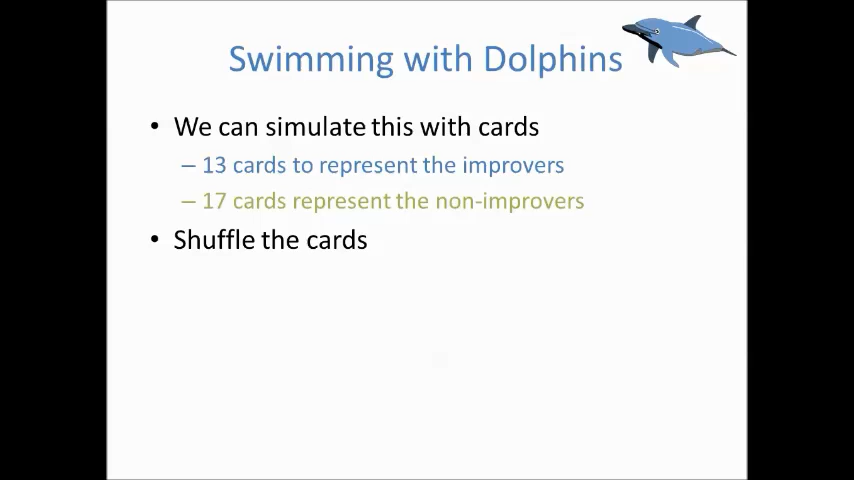 Swimming with Dolphins
• We can simulate this with cards
– 13 cards to represent the improvers
– 17 cards represent the non-improvers
• Shuffle the cards